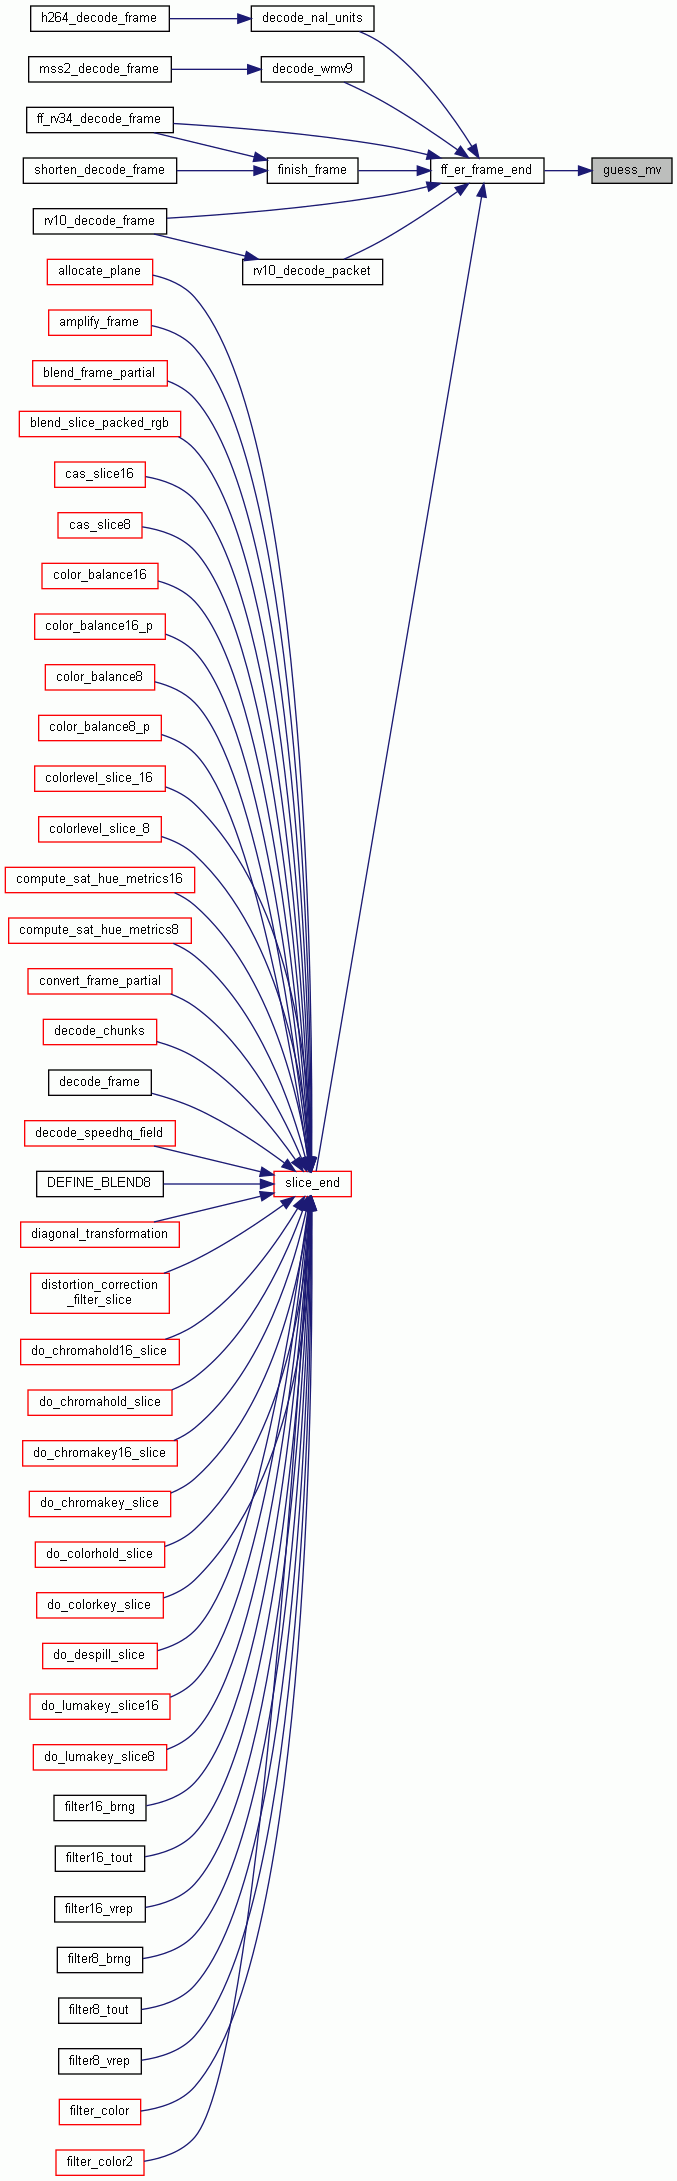 h264_decode_frame
decode_nal_units
mss2_decode_frame
decode_wmv9
ff_rv34_decode_frame
shorten_decode_frame
finish_frame
ff_er_frame_end
guess_mv
rv10_decode_frame
rv10_decode_packet
allocate_plane
amplify_frame
blend_frame_partial
blend_slice_packed_rgb
cas_slice16
cas_slice8
color_balance16
color_balance16_p
color_balance8
color_balance8_p
colorlevel_slice_16
colorlevel_slice_8
compute_sat_hue_metrics16
compute_sat_hue_metrics8
convert_frame_partial
decode_chunks
decode_frame
decode_speedhq_field
DEFINE_BLEND8
slice_end
diagonal_transformation
distortion_correction
_filter_slice
do_chromahold16_slice
do_chromahold_slice
do_chromakey16_slice
do_chromakey_slice
do_colorhold_slice
do_colorkey_slice
do_despill_slice
do_lumakey_slice16
do_lumakey_slice8
filter16_brng
filter16_tout
filter16_vrep
filter8_brng
filter8_tout
filter8_vrep
filter_color
filter_color2